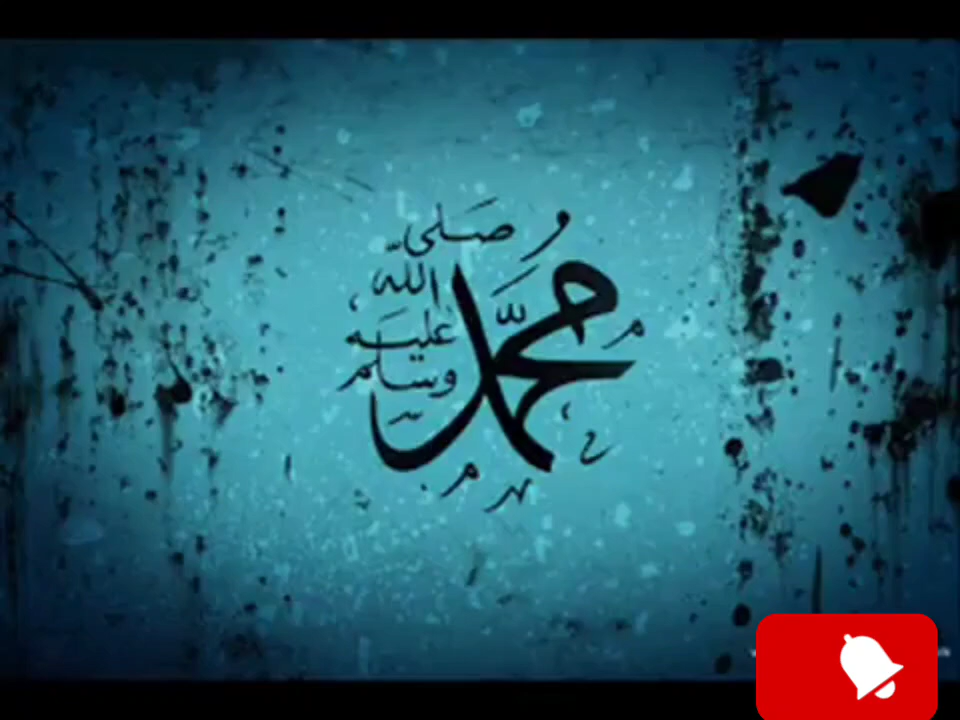 محمد
صلى
الله
عليه
وسلم